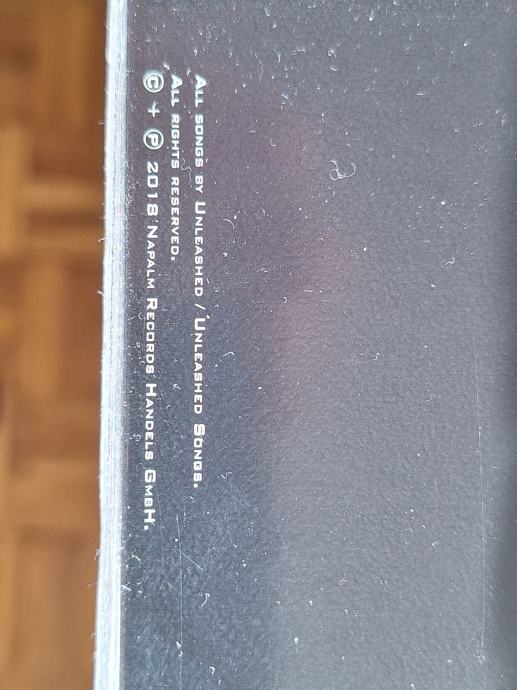 All songs by Unleashed / Unleashed Songs.
All rights reserved.
© + ℗ 2018 Napalm Records Handels GmbH.